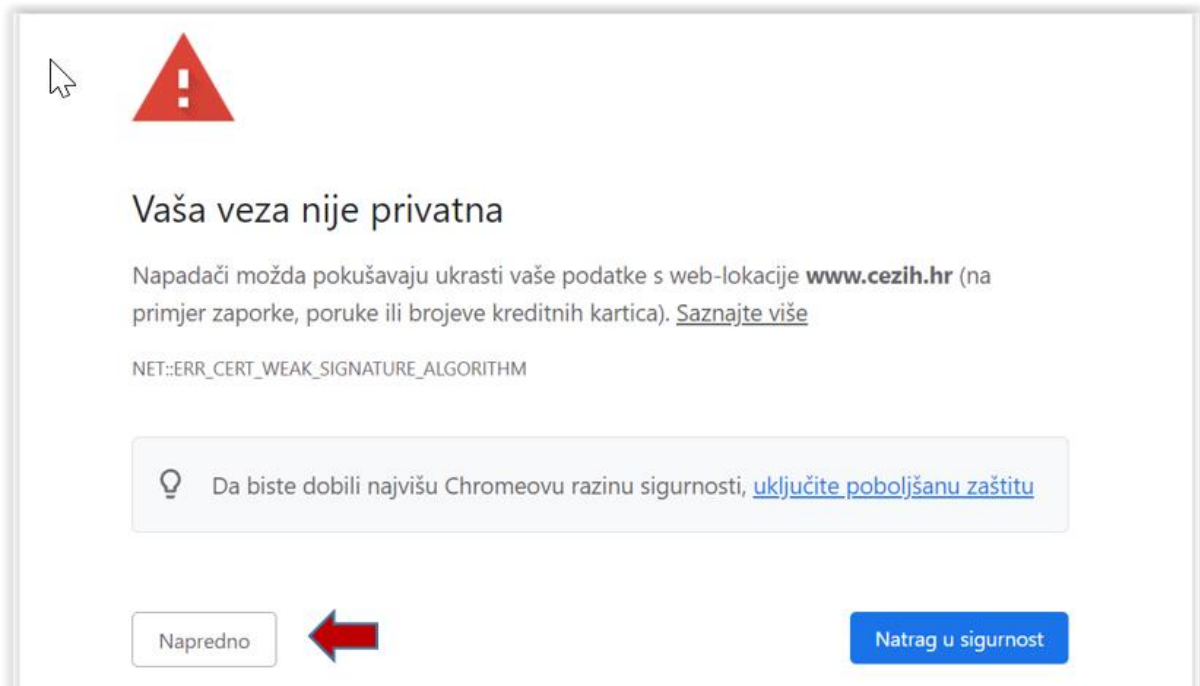 Vaša veza nije privatna
Napadači možda pokušavaju ukrasti vaše podatke s web-lokacije www.cezih.hr (na
primjer zaporke, poruke ili brojeve kreditnih kartica). Saznajte više
NET::ERR_CERT_WEAK_SIGNATURE_ALGORITHM
Da biste dobili najvišu Chromeovu razinu sigurnosti, uključite poboljšanu zaštitu
Napredno
Natrag u sigurnost